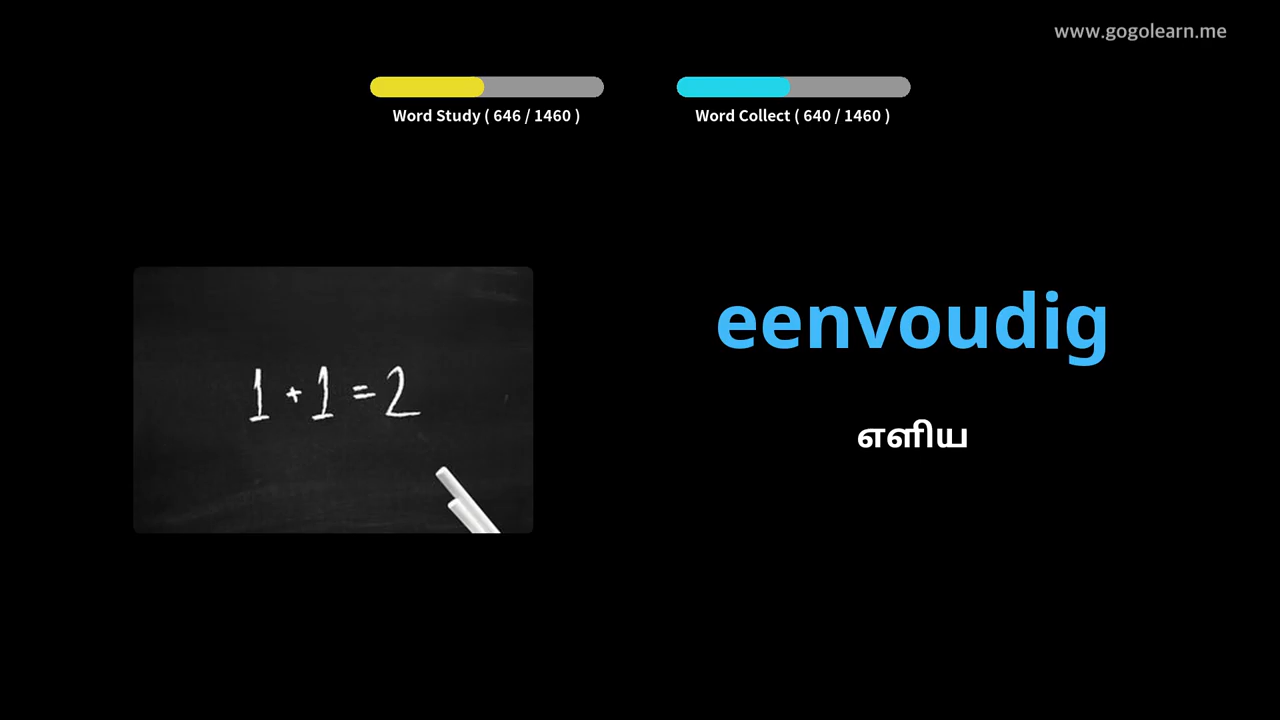 www.gogolearn.me
Word Study ( 646 / 1460 )
Word Collect ( 640 / 1460 )
1 + 1 = 2
eenvoudig
எளிய